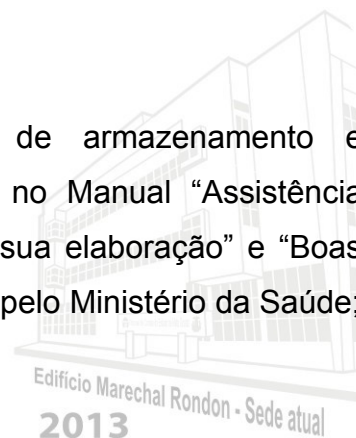 de armazenamento e
no Manual “Assistência
sua elaboração” e “Boas
pelo Ministério da Saúde;
Edifício Marechal Rondon - Sede atual
2013